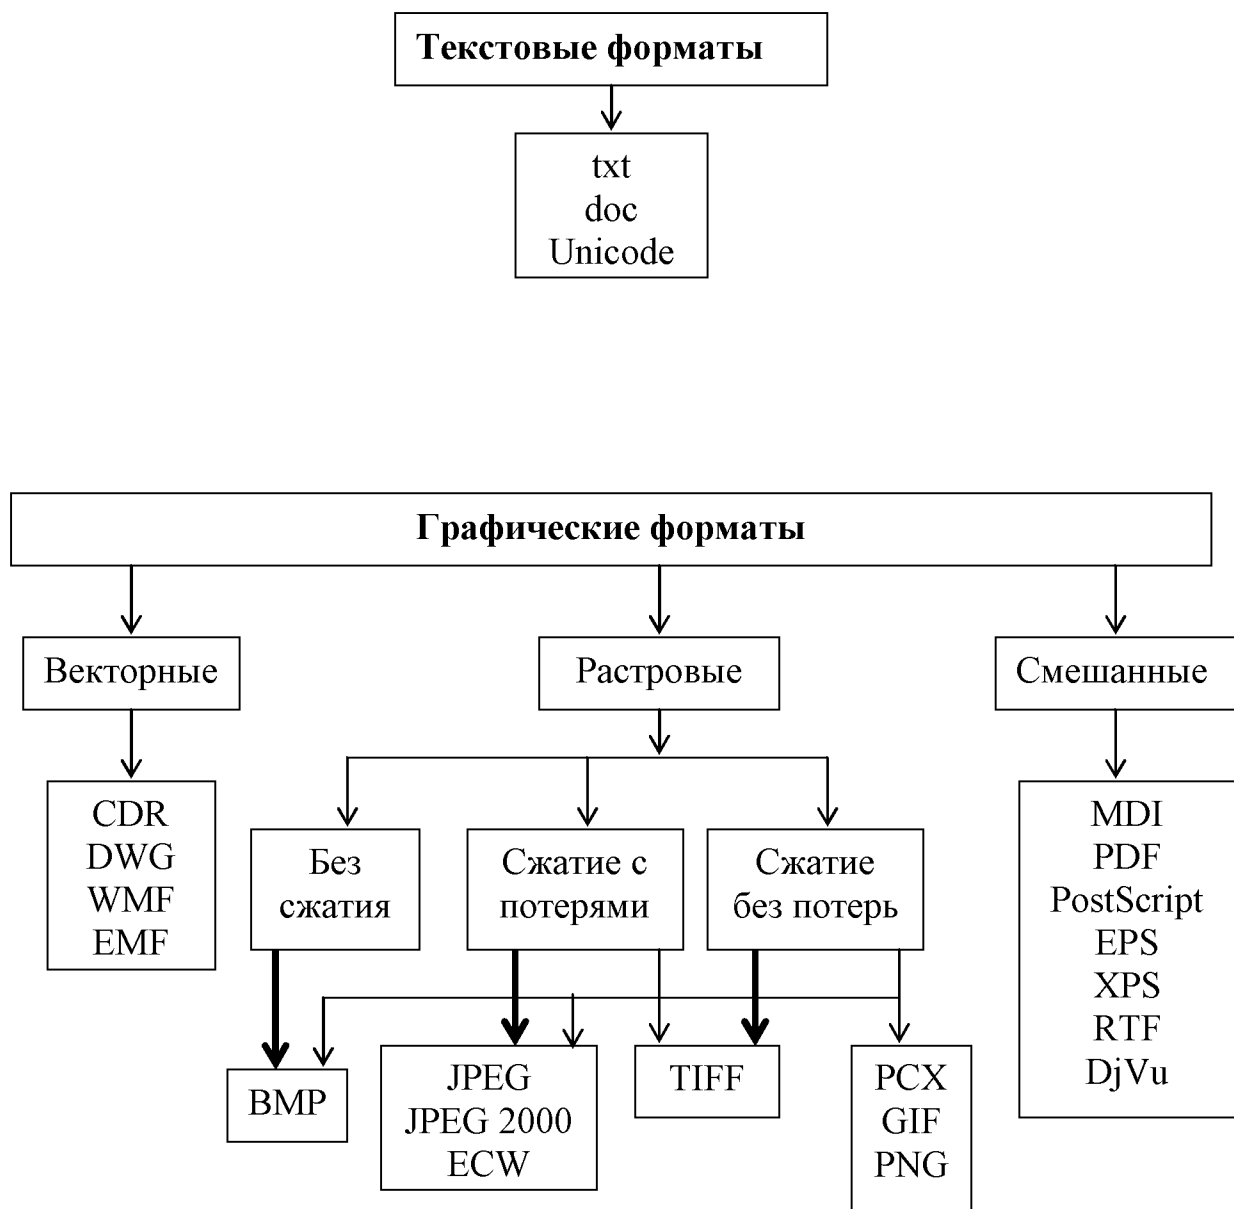 Текстовые форматы
txt
doc
Unicode
Графические форматы
Векторные
Растровые
Смешанные
CDR
DWG
WMF
EMF
Без
сжатия
Сжатие с
потерями
Сжатие
без потерь
MDI
PDF
PostScript
EPS
XPS
RTF
DjVu
BMP
JPEG
JPEG 2000
ECW
TIFF
PCX
GIF
PNG